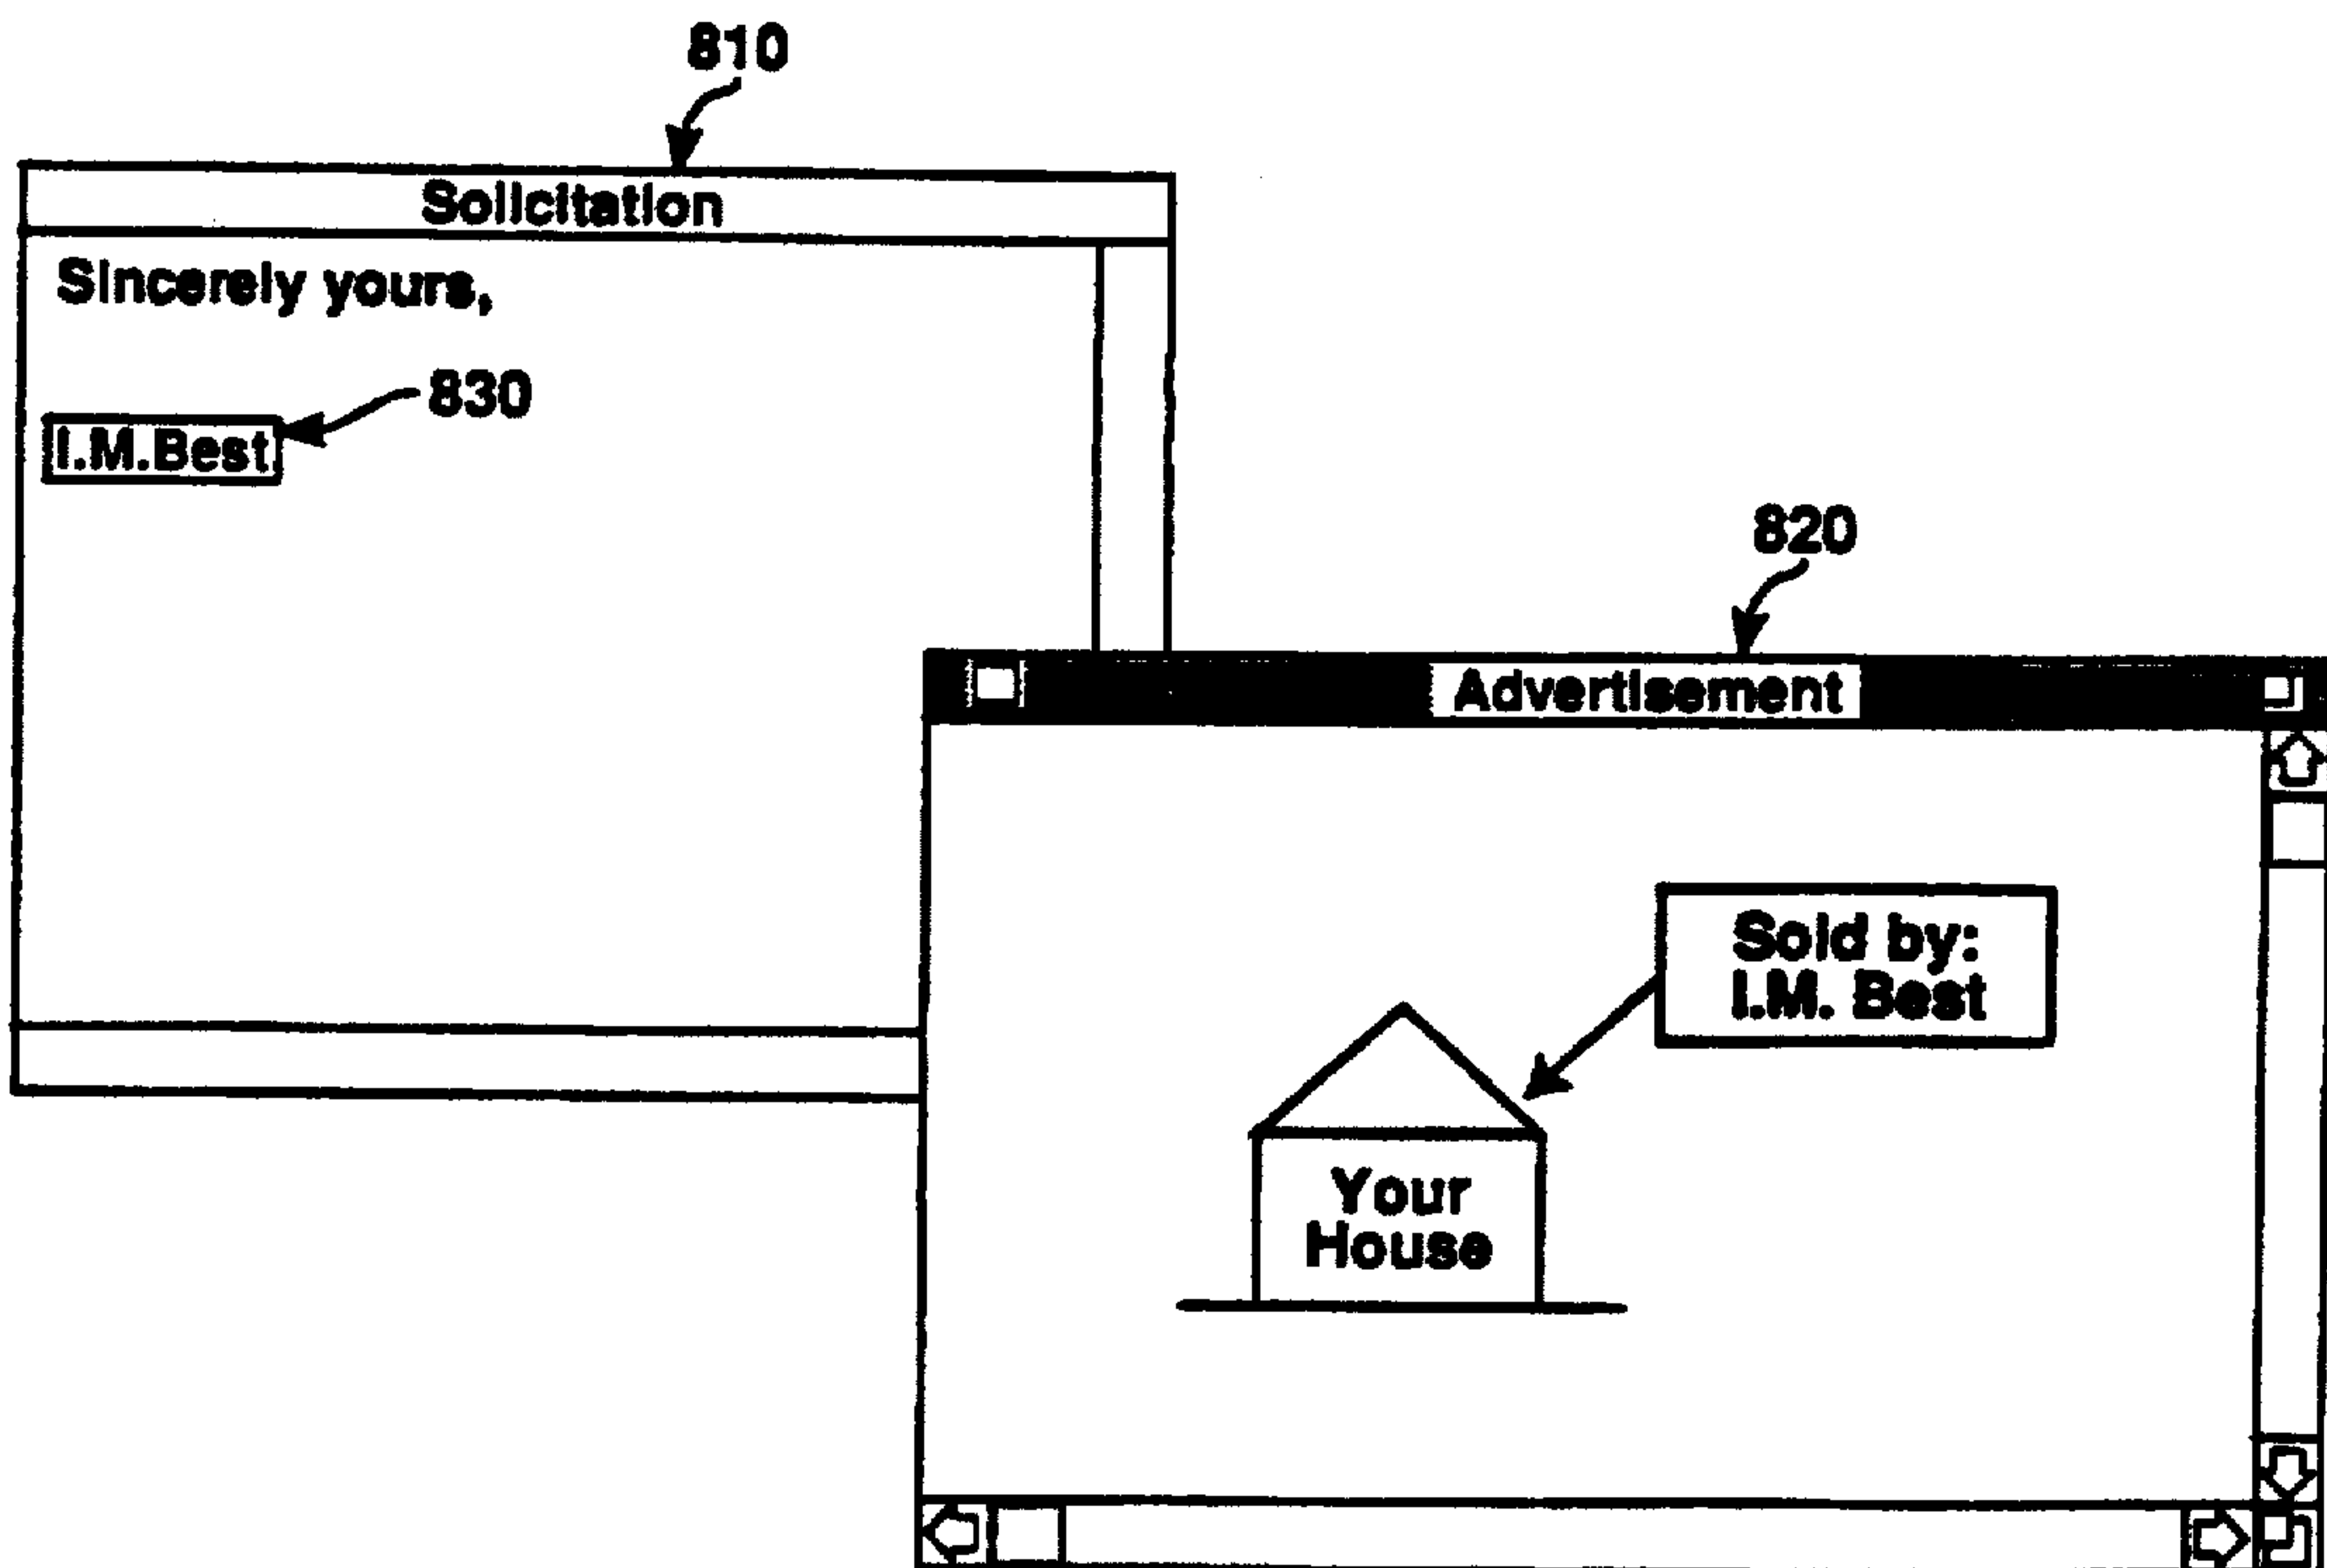 810
Solicitation
Sincerely yours,
830
I.M.Best
820
Advertisement
Sold by:
I.M. Best
Your
House